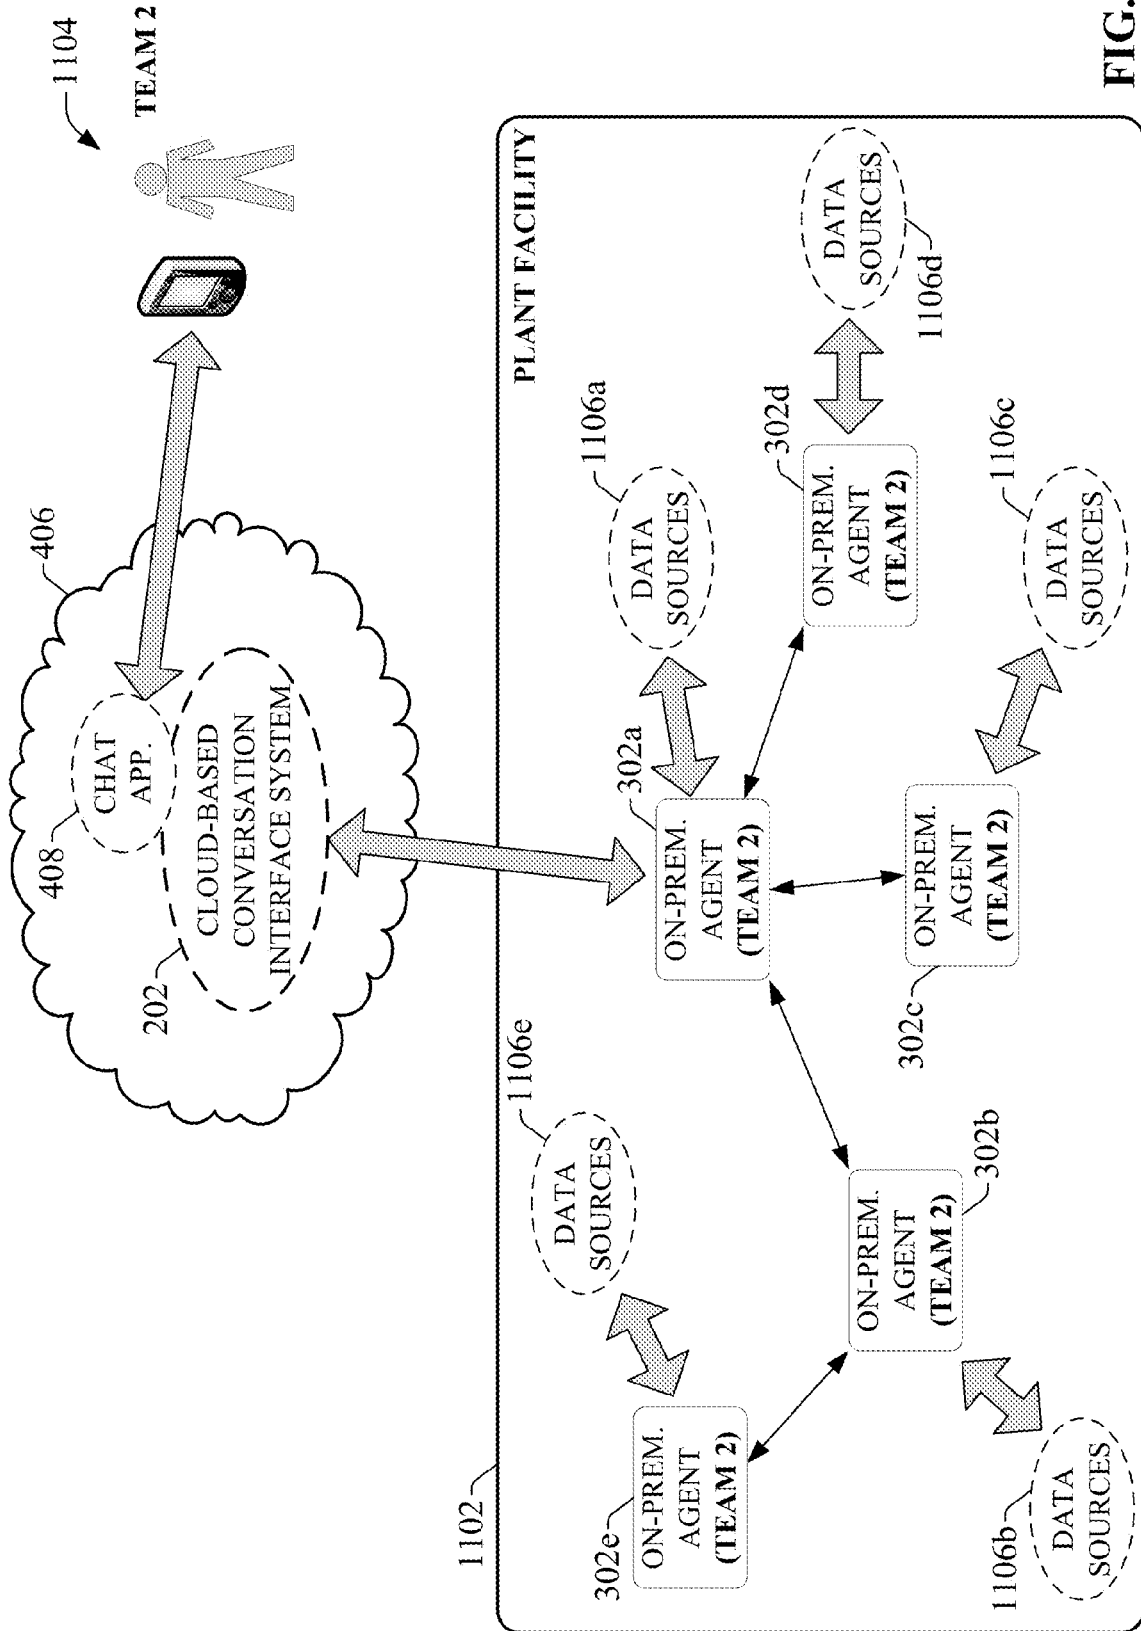 1104
TEAM 2
406
408
CHAT
APP.
202
CLOUD-BASED
CONVERSATION
INTERFACE SYSTEM
1102
PLANT FACILITY
1106e
DATA
SOURCES
302e
ON-PREM.
AGENT
(TEAM 2)
302a
ON-PREM.
AGENT
(TEAM 2)
1106a
DATA
SOURCES
302d
ON-PREM.
AGENT
(TEAM 2)
DATA
SOURCES
1106d
ON-PREM.
AGENT
(TEAM 2)
302b
1106b
DATA
SOURCES
302c
ON-PREM.
AGENT
(TEAM 2)
1106c
DATA
SOURCES
FIG.